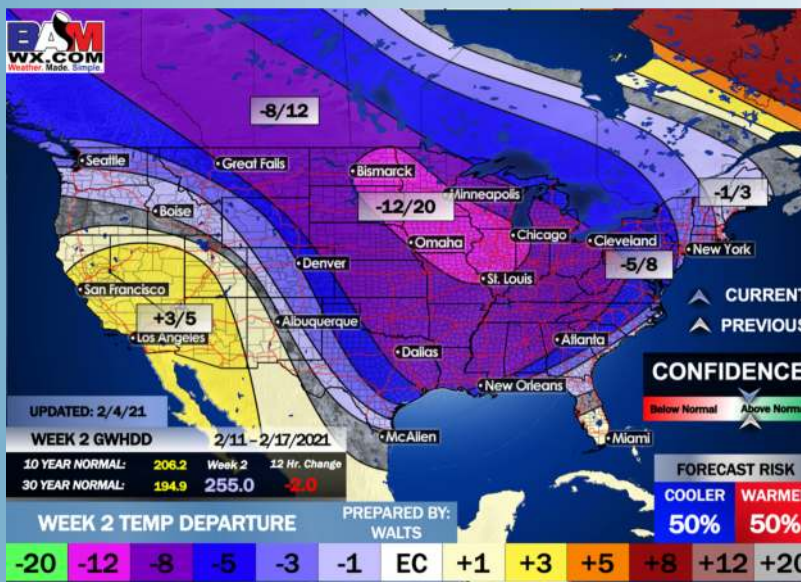 BAM
WX.COM
Weather. Made. Simple.
-8/12
Seattle
Great Falls
Bismarck
Minneapolis
-1/3
Boise
-12/20
Omaha
Chicago
Cleveland
New York
-5/8
Denver
St. Louis
San Francisco
+3/5
Los Angeles
Albuquerque
Atlanta
Dallas
New Orleans
McAllen
Miami
CURRENT
PREVIOUS
CONFIDENCE
Below Normal Above Norma
UPDATED: 2/4/21
WEEK 2 GWHDD 2/11 - 2/17/2021
10 YEAR NORMAL: 206.2 Week 2 12 Hr. Change
30 YEAR NORMAL: 194.9 255.0 -2.0
FORECAST RISK
COOLER WARMER
50% 50%
WEEK 2 TEMP DEPARTURE
PREPARED BY:
WALTS
-20 -12 -8 -5 -3 -1 EC +1 +3 +5 +8 +12 +20